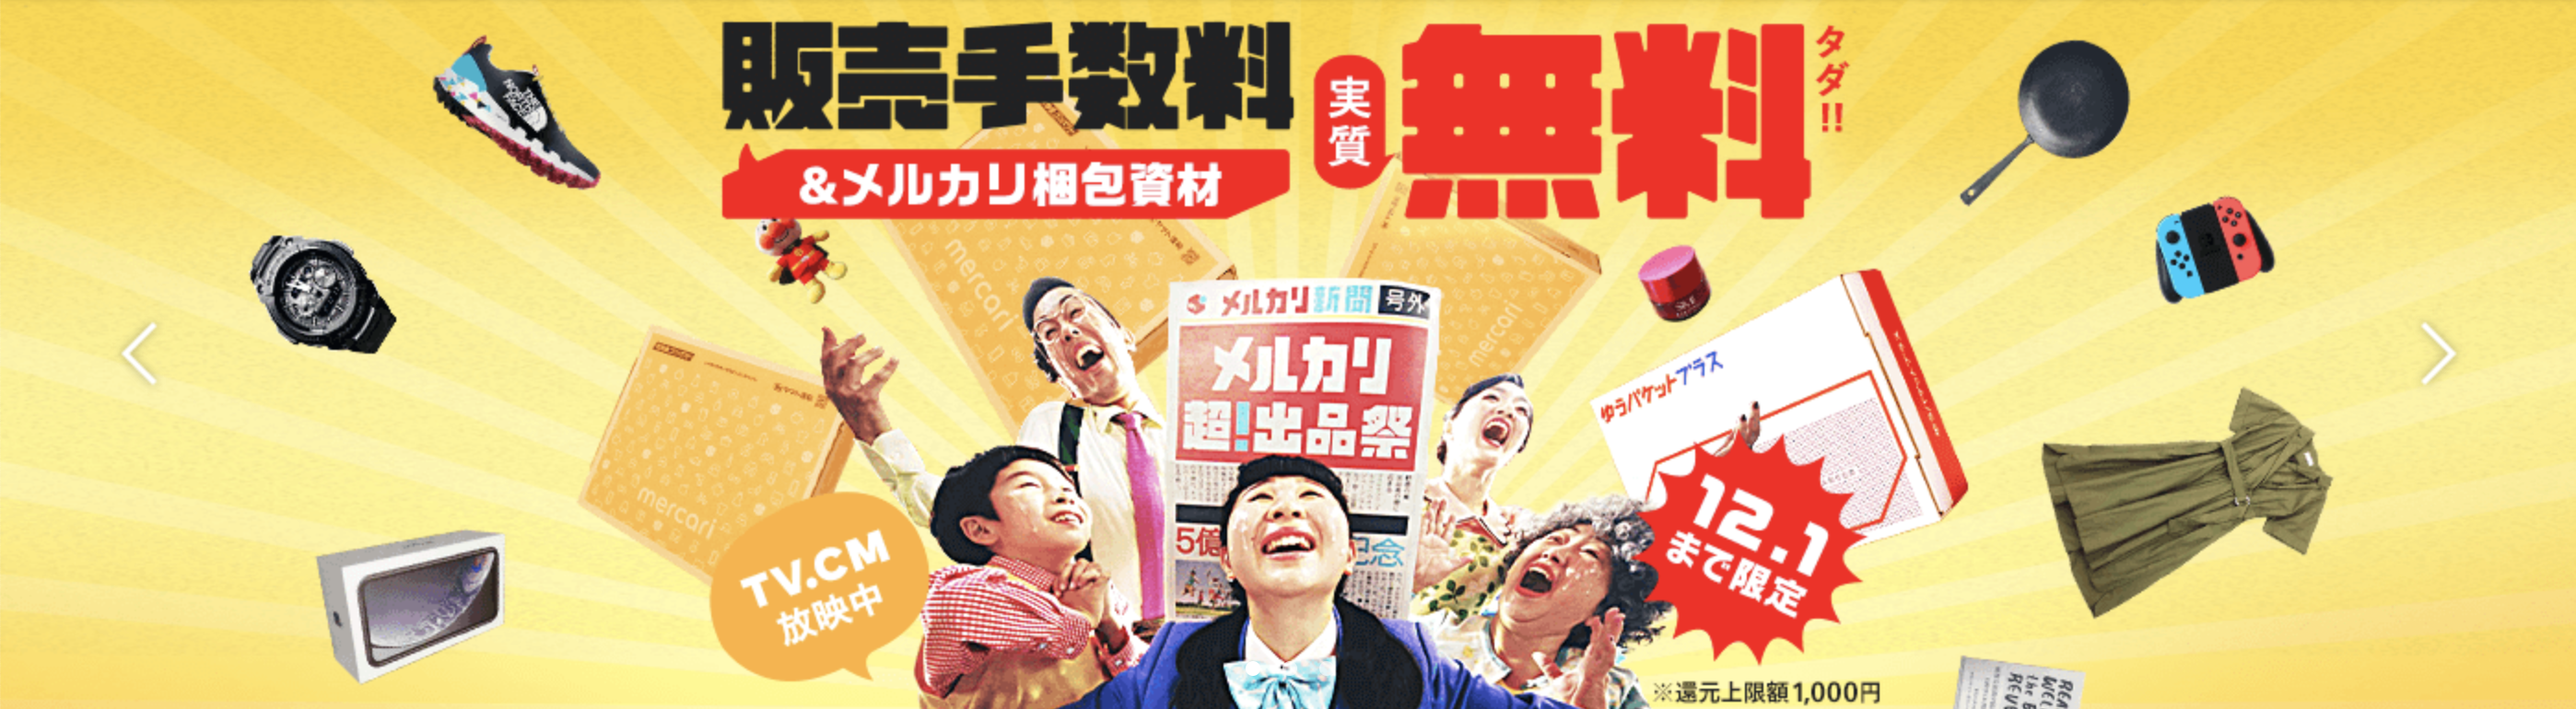 販売手数料
&メルカリ梱包資材
実質
無料
タダ!!
THE NORTH FACE
mercari
mercari
mercari
メルカリ新聞 号外
メルカリ
超!出品祭
5億
記念
ゆうパケットプラス
TV.CM
放映中
12.1
まで限定
※還元上限額1,000円